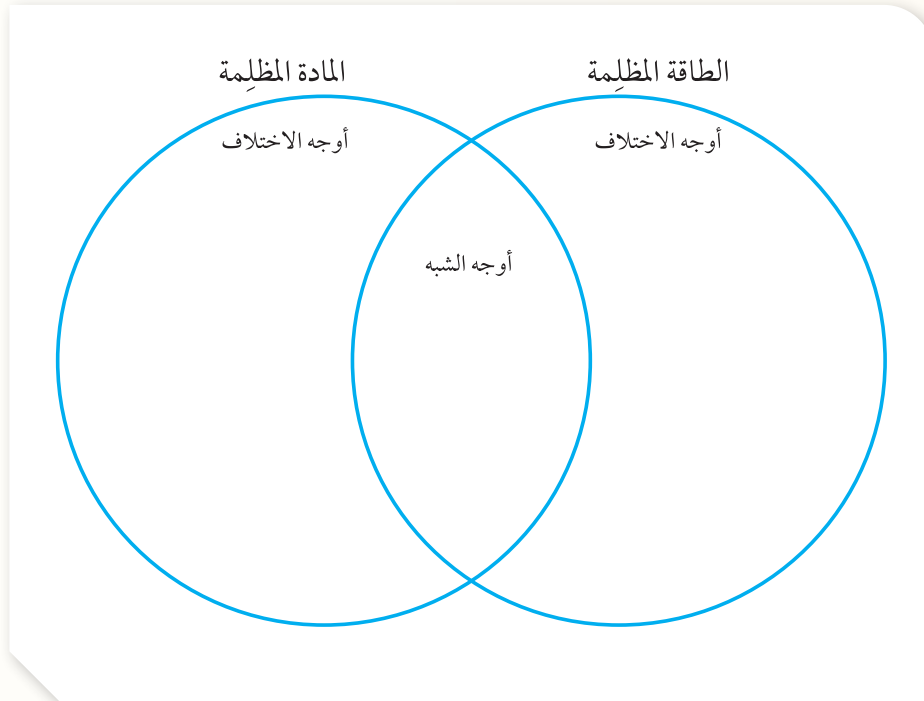 الطاقة المظلِمة
المادة المظلِمة
أوجه الاختلاف
أوجه الاختلاف
أوجه الشبه